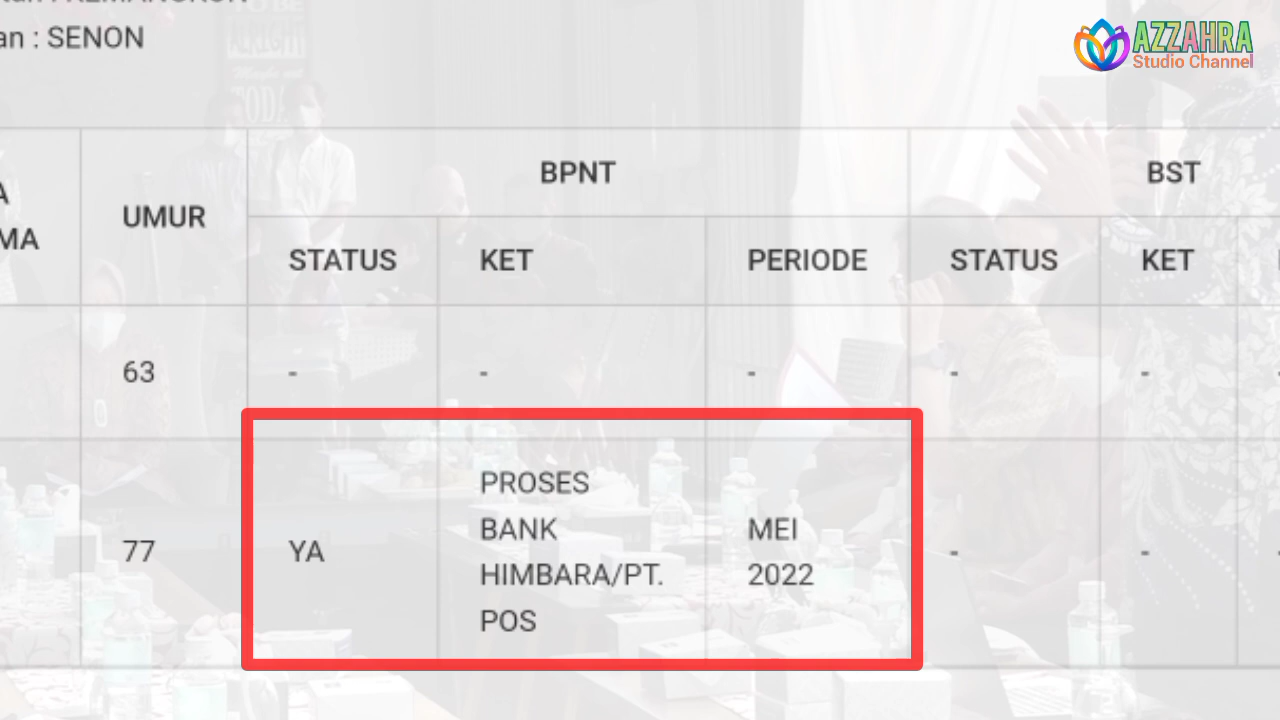 an : SENON
AZZAHRA
Studio Channel
A
MA
UMUR
BPNT
BST
STATUS
KET
PERIODE
STATUS
KET
63
-
-
-
-
-
-
77
YA
PROSES
BANK
HIMBARA/PT.
POS
MEI
2022
-
-
-